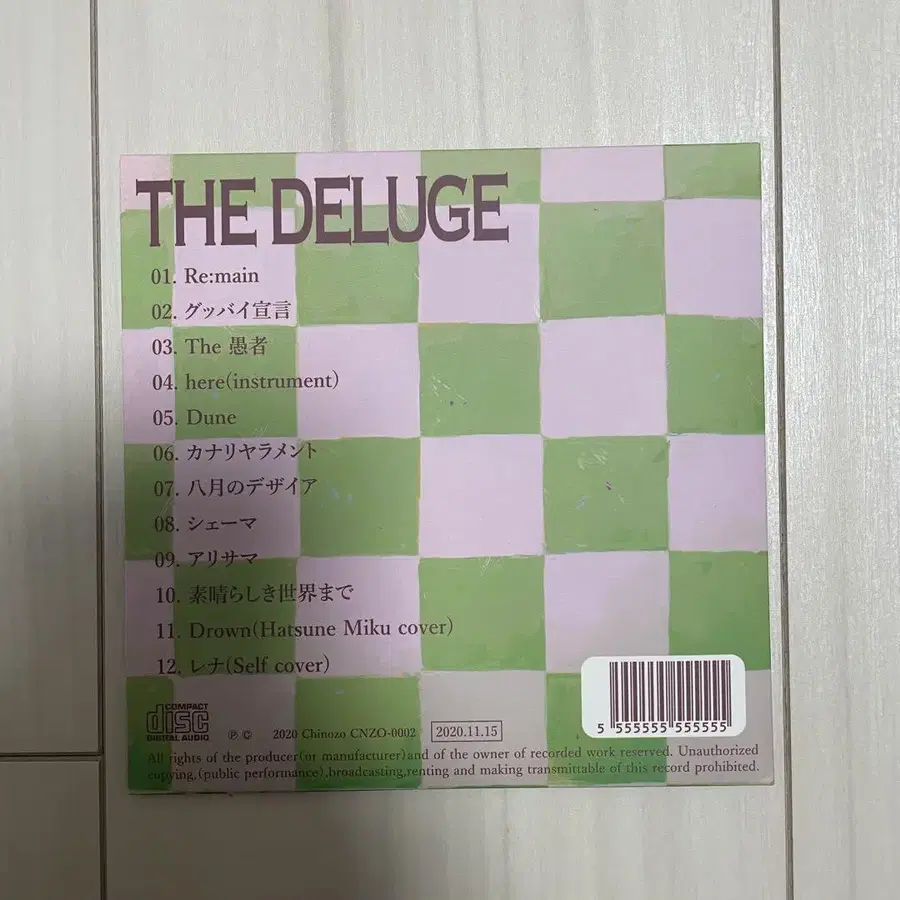 THE DELUGE
01. Re:main
02. グッバイ宣言
03. The 愚者
04. here(instrument)
05. Dune
06. カナリヤラメント
07. 八月のデザイア
08. シェーマ
09. アリサマ
10. 素晴らしき世界まで
11. Drown(Hatsune Miku cover)
12. レナ(Self cover)
COMPACT
disc
DIGITAL AUDIO
℗ © 2020 Chinozo CNZO-0002 2020.11.15
5 555555 555555
All rights of the producer(or manufacturer)and of the owner of recorded work reserved. Unauthorized
copying,(public performance),broadcasting,renting and making transmittable of this record prohibited.